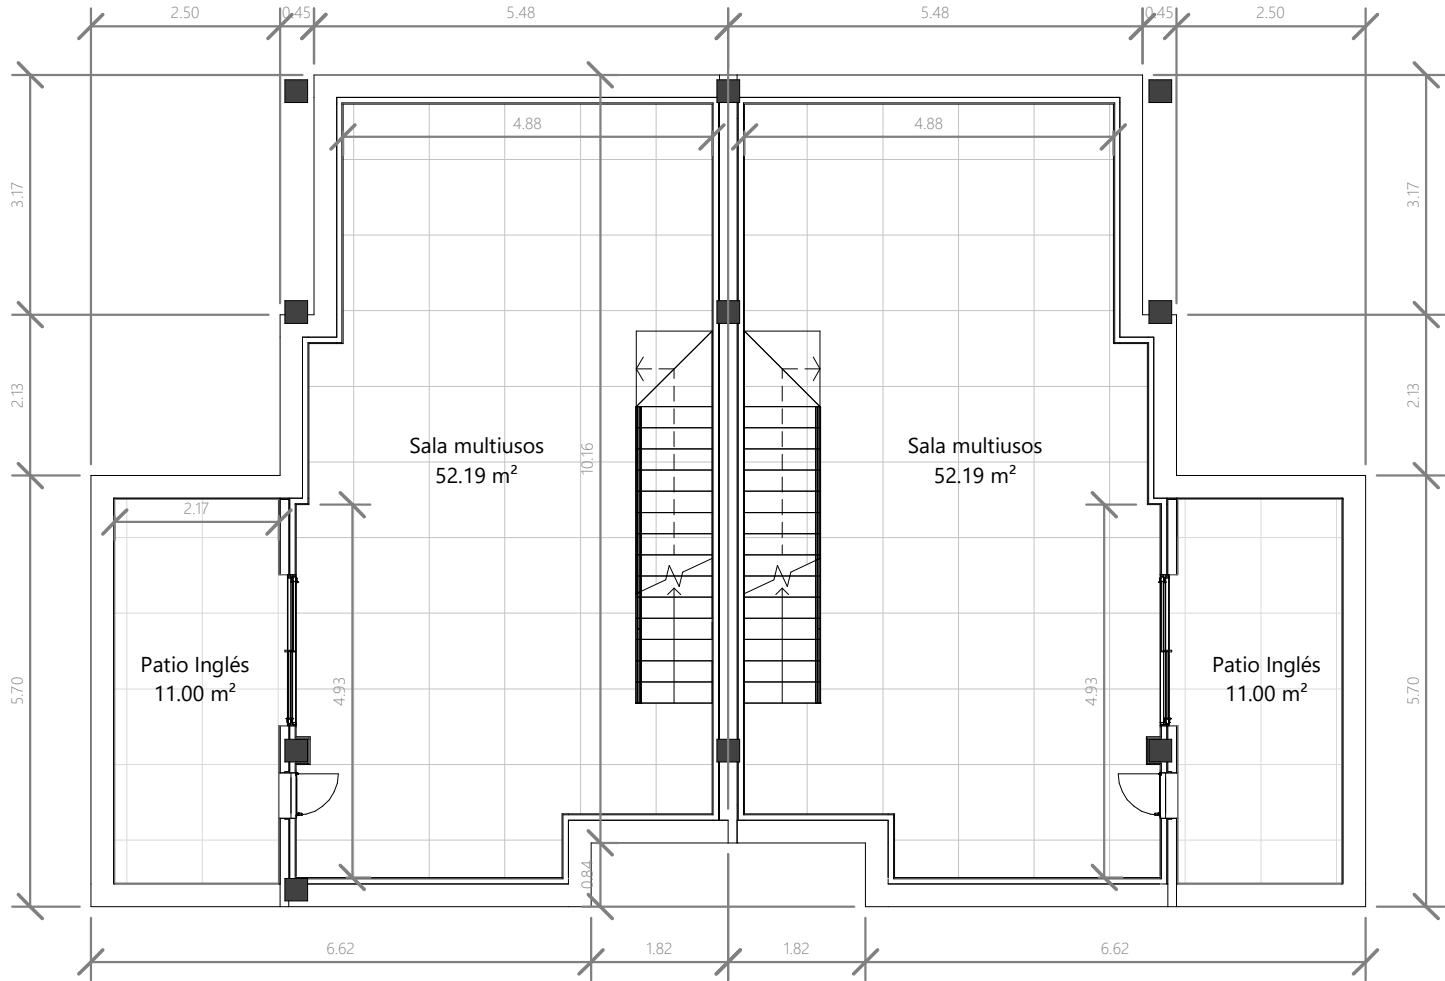 2.50
0.45
5.48
5.48
0.45
2.50
4.88
4.88
3.17
3.17
2.13
2.13
Sala multiusos
52.19 m²
10.16
Sala multiusos
52.19 m²
2.17
Patio Inglés
11.00 m²
4.93
4.93
Patio Inglés
11.00 m²
5.70
5.70
0.84
6.62
1.82
1.82
6.62